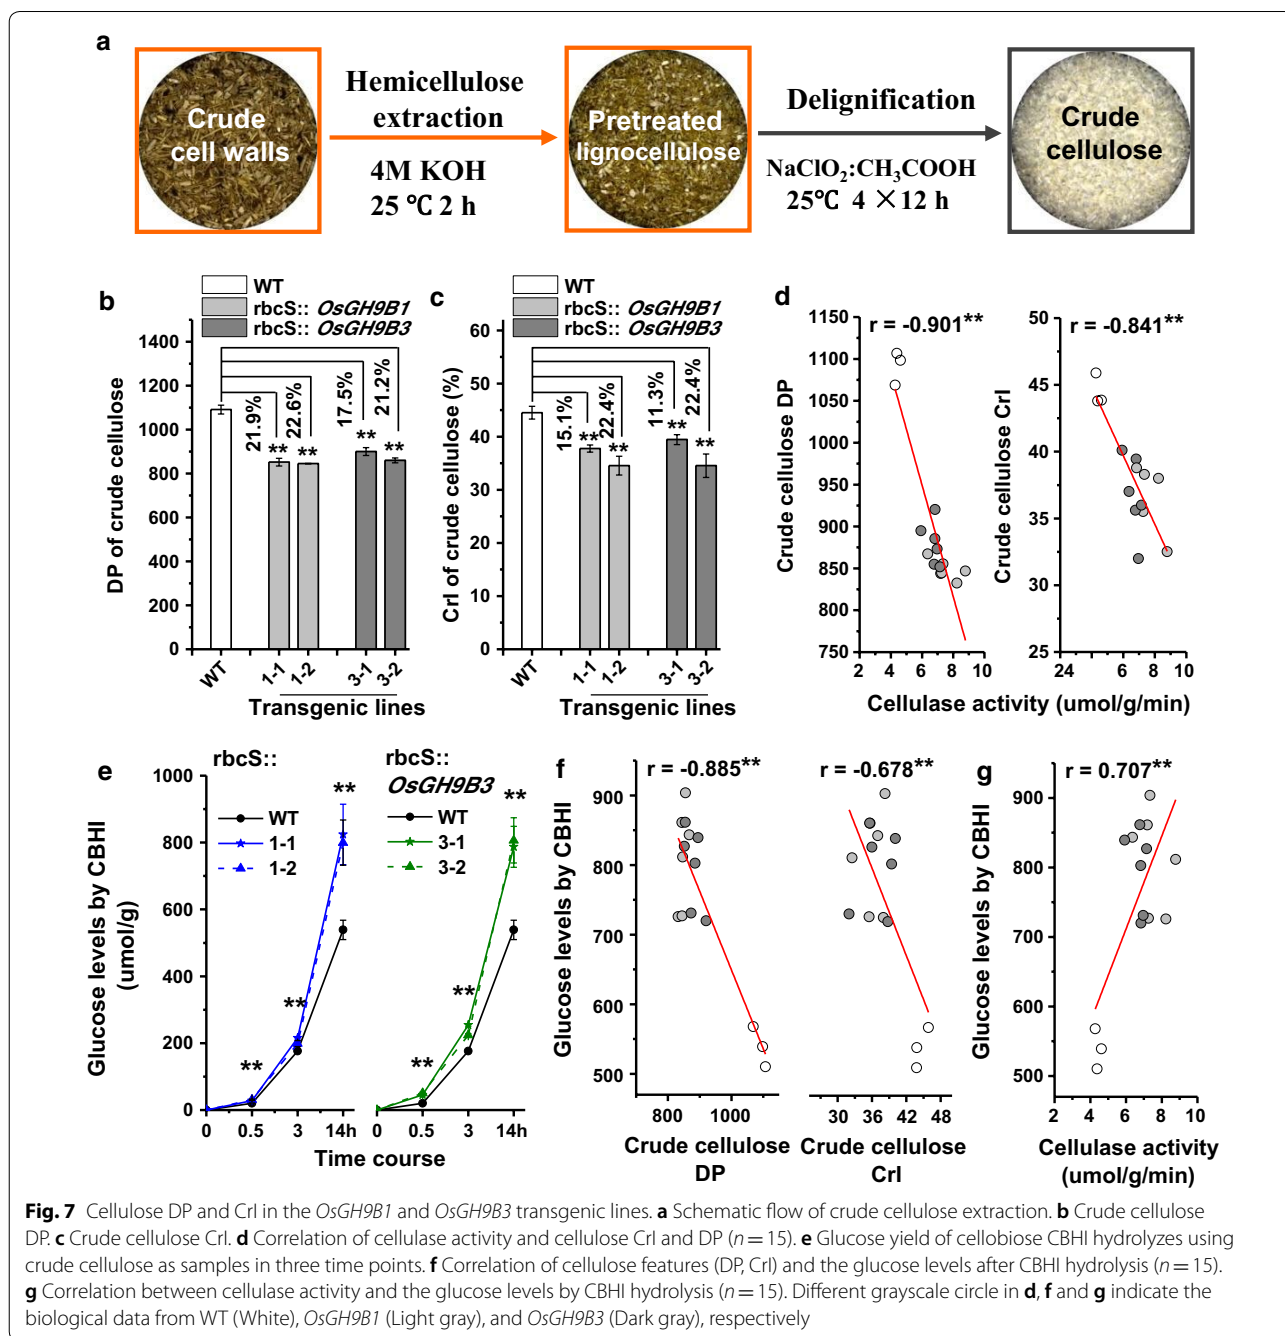 a
Crude
cell walls
Hemicellulose
extraction
4M KOH
25 ℃ 2 h
Pretreated
lignocellulose
Delignification
NaClO₂:CH₃COOH
25℃ 4 ×12 h
Crude
cellulose
b
WT
rbcS:: OsGH9B1
rbcS:: OsGH9B3
DP of crude cellulose
1400
1200
1000
800
600
400
200
0
21.9%
22.6%
17.5%
21.2%
** ** ** **
WT
1-1
1-2
3-1
3-2
Transgenic lines
c
WT
rbcS:: OsGH9B1
rbcS:: OsGH9B3
CrI of crude cellulose (%)
60
50
40
30
20
10
0
15.1%
22.4%
11.3%
22.4%
** ** ** **
WT
1-1
1-2
3-1
3-2
Transgenic lines
d
r = -0.901**
Crude cellulose DP
1150
1100
1050
1000
950
900
850
800
750
2 4 6 8 10
r = -0.841**
Crude cellulose CrI
50
45
40
35
30
25
24 6 8 10
Cellulase activity (umol/g/min)
e
rbcS::
WT
1-1
1-2
Glucose levels by CBHI
(umol/g)
1000
800
600
400
200
0
** ** **
0 0.5 3 14h
rbcS::
OsGH9B3
WT
3-1
3-2
** ** **
0 0.5 3 14h
Time course
f
r = -0.885**
Glucose levels by CBHI
900
800
700
600
500
800 1000
Crude cellulose
DP
r = -0.678**
30 36 42 48
Crude cellulose
CrI
g
r = 0.707**
Glucose levels by CBHI
900
800
700
600
500
2 4 6 8 10
Cellulase activity
(umol/g/min)
Fig. 7 Cellulose DP and CrI in the OsGH9B1 and OsGH9B3 transgenic lines. a Schematic flow of crude cellulose extraction. b Crude cellulose
DP. c Crude cellulose CrI. d Correlation of cellulase activity and cellulose CrI and DP (n = 15). e Glucose yield of cellobiose CBHI hydrolyzes using
crude cellulose as samples in three time points. f Correlation of cellulose features (DP, CrI) and the glucose levels after CBHI hydrolysis (n = 15).
g Correlation between cellulase activity and the glucose levels by CBHI hydrolysis (n = 15). Different grayscale circle in d, f and g indicate the
biological data from WT (White), OsGH9B1 (Light gray), and OsGH9B3 (Dark gray), respectively